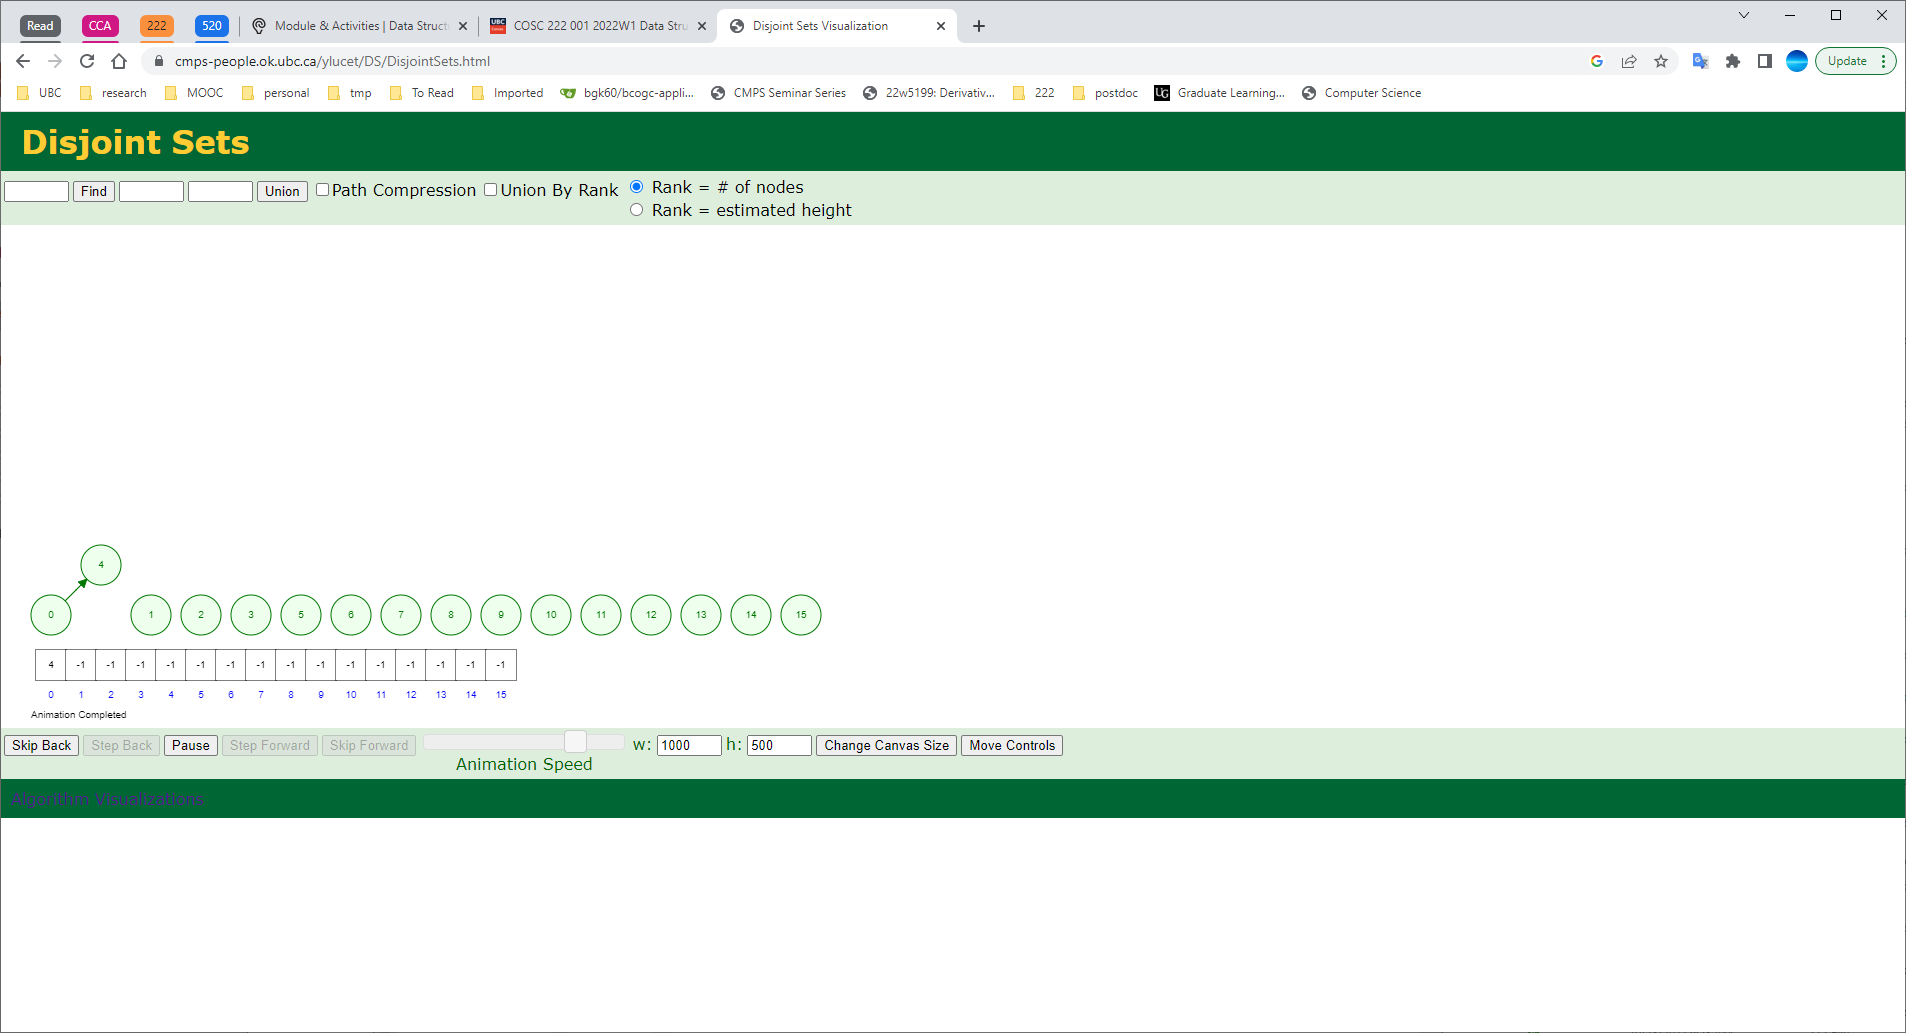 Read CCA 222 520 Module & Activities | Data Struct COSC 222 001 2022W1 Data Stru Disjoint Sets Visualization
cmps-people.ok.ubc.ca/ylucet/DS/DisjointSets.html Update
UBC research MOOC personal tmp To Read Imported bgk60/bcogc-appli... CMPS Seminar Series 22w5199: Derivativ... 222 postdoc UG Graduate Learning... Computer Science
Disjoint Sets
Find Union Path Compression Union By Rank Rank = # of nodes
Rank = estimated height
4
0 1 2 3 5 6 7 8 9 10 11 12 13 14 15
4 -1 -1 -1 -1 -1 -1 -1 -1 -1 -1 -1 -1 -1 -1 -1
0 1 2 3 4 5 6 7 8 9 10 11 12 13 14 15
Animation Completed
Skip Back Step Back Pause Step Forward Skip Forward w: 1000 h: 500 Change Canvas Size Move Controls
Animation Speed
Algorithm Visualizations